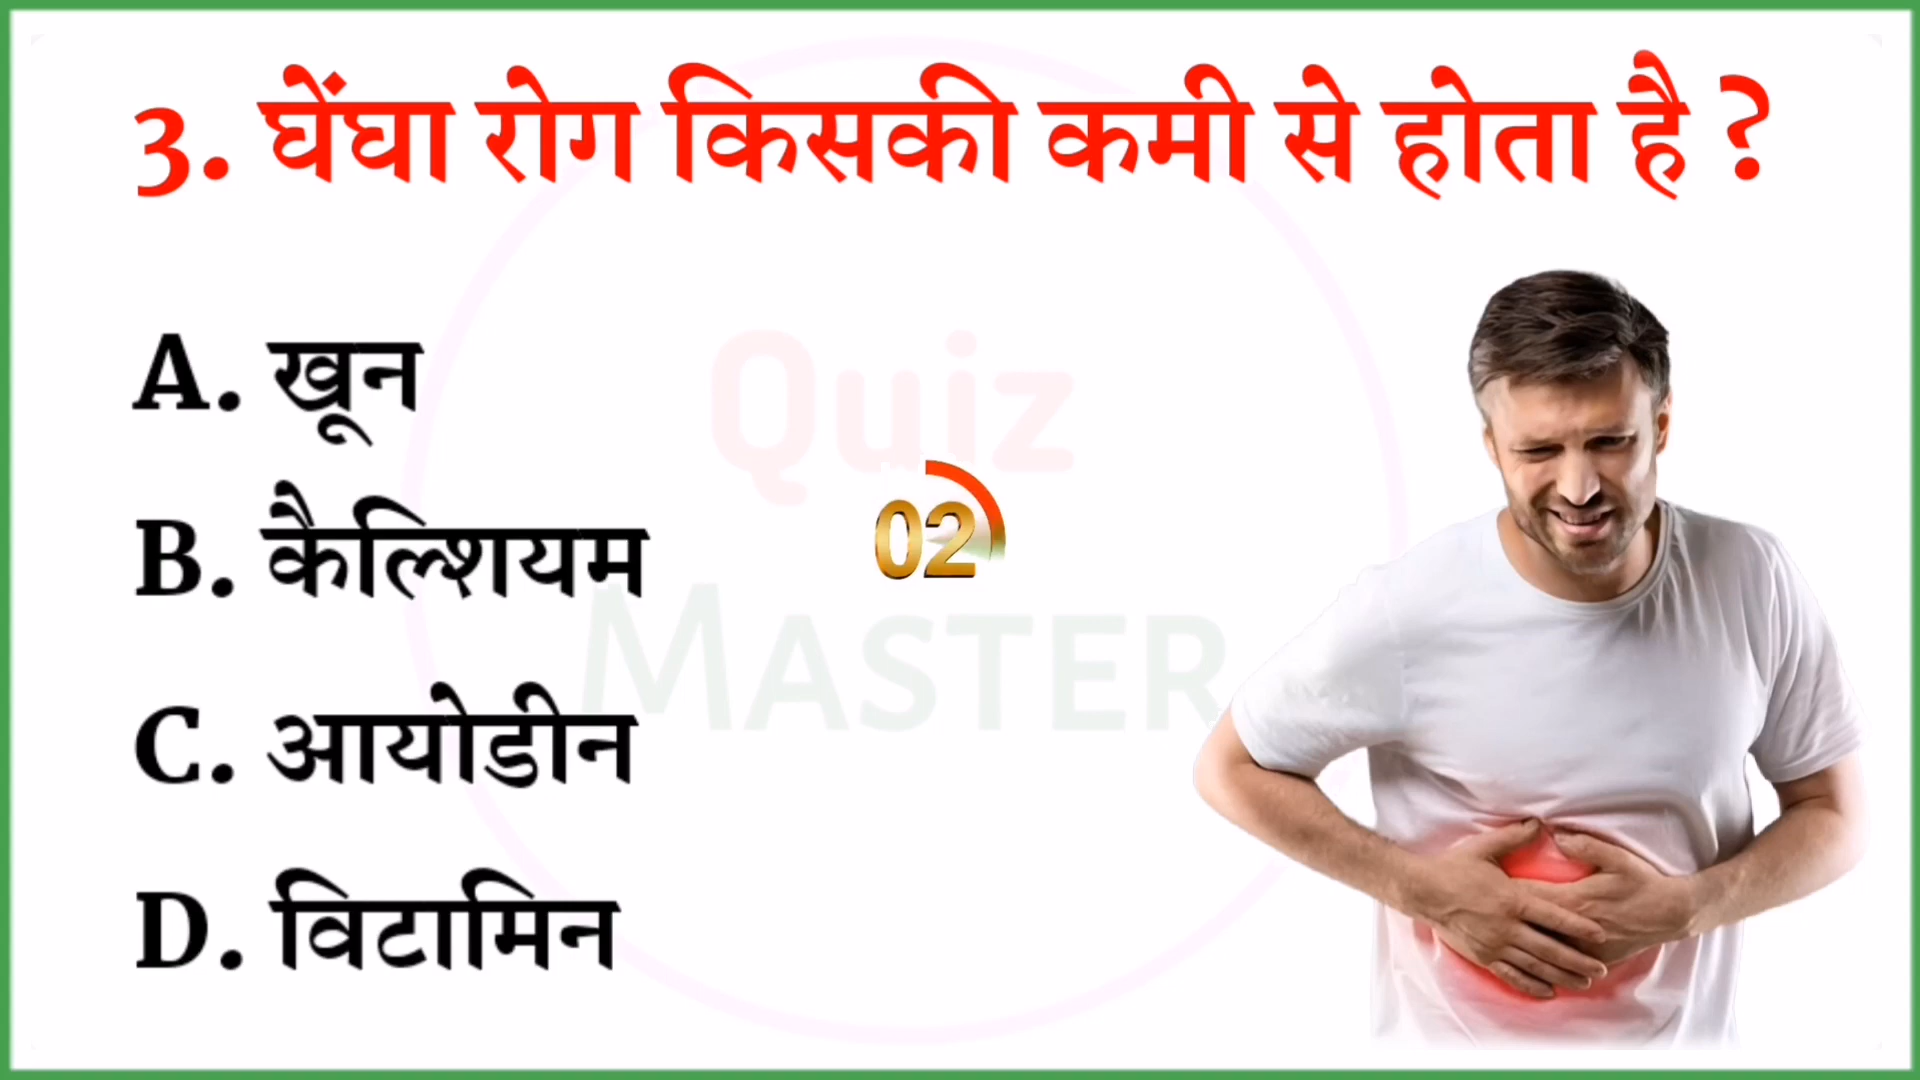 3. घेंघा रोग किसकी कमी से होता है ?
A. खून
Quiz
B. कैल्शियम
02
MASTER
C. आयोडीन
D. विटामिन